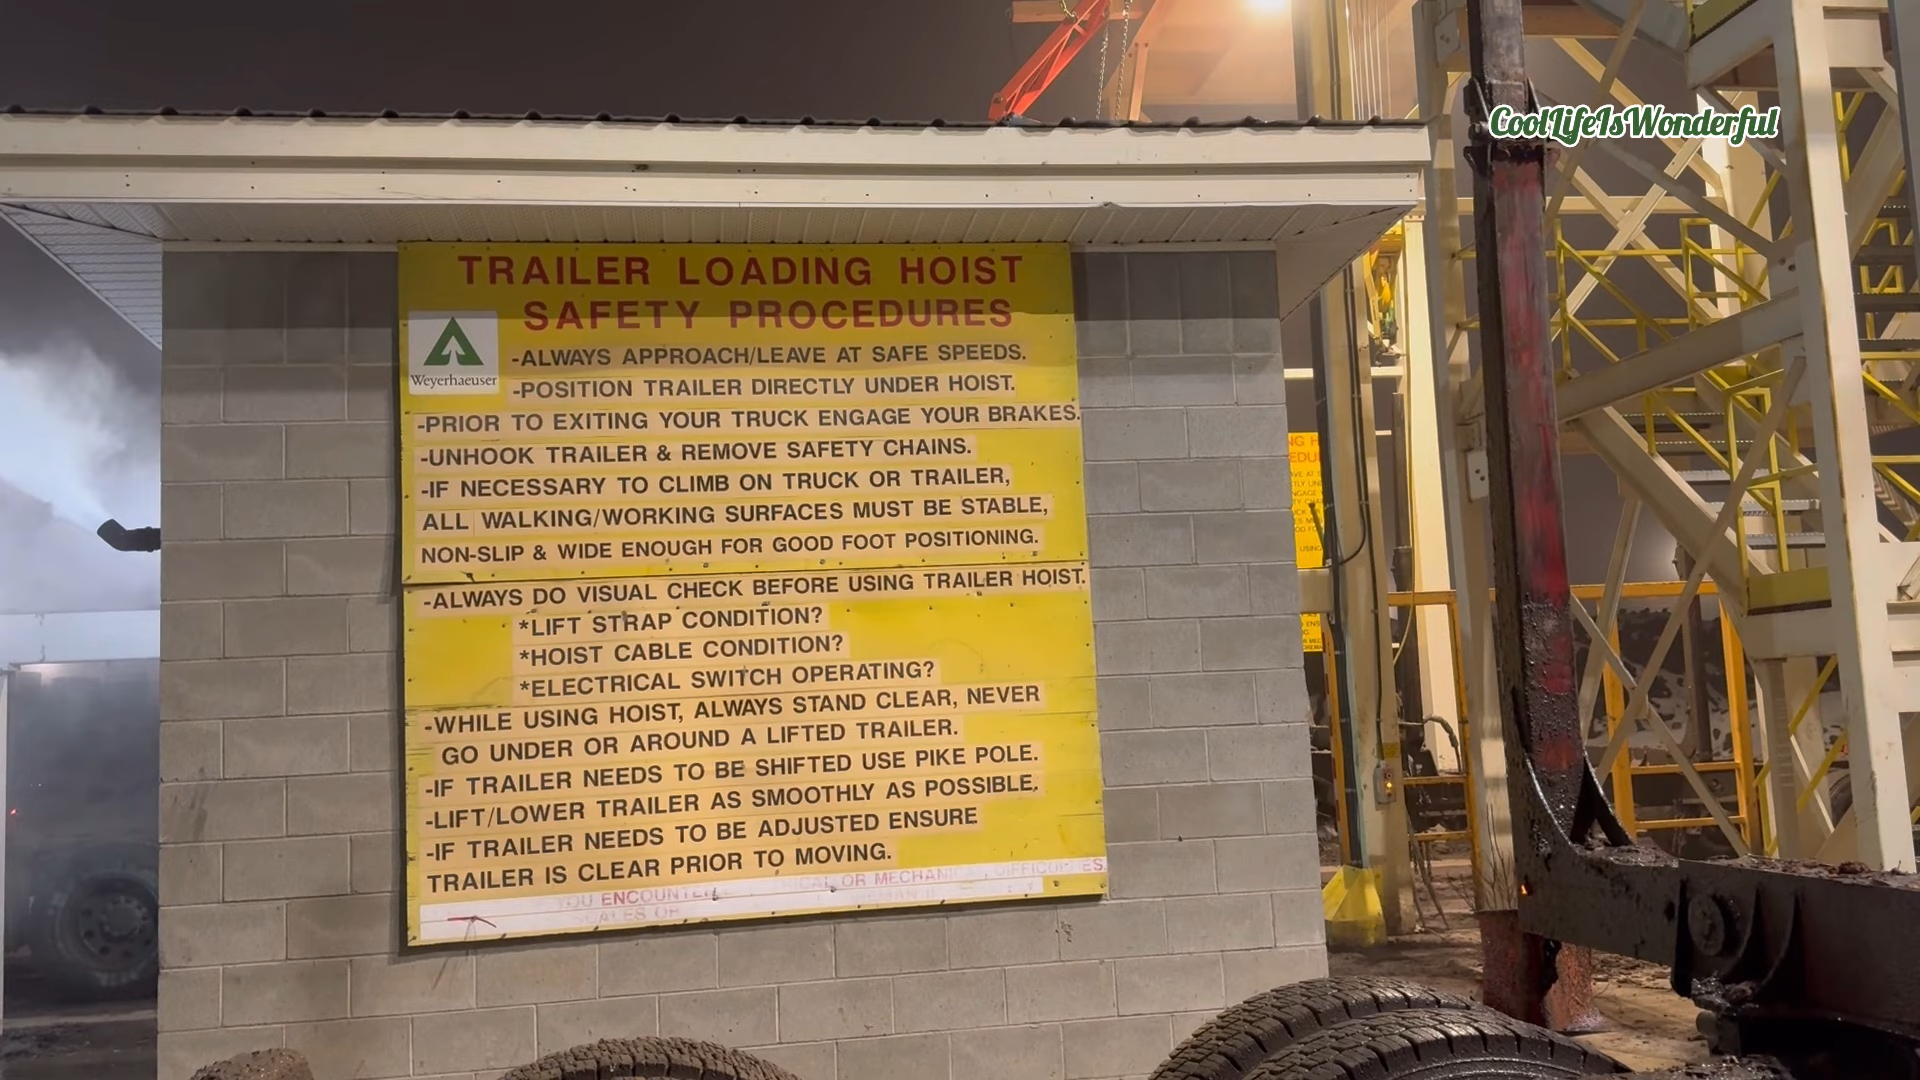 CoolLifeIsWonderful
TRAILER LOADING HOIST
SAFETY PROCEDURES
Weyerhaeuser
-ALWAYS APPROACH/LEAVE AT SAFE SPEEDS.
-POSITION TRAILER DIRECTLY UNDER HOIST.
-PRIOR TO EXITING YOUR TRUCK ENGAGE YOUR BRAKES.
-UNHOOK TRAILER & REMOVE SAFETY CHAINS.
-IF NECESSARY TO CLIMB ON TRUCK OR TRAILER,
ALL WALKING/WORKING SURFACES MUST BE STABLE,
NON-SLIP & WIDE ENOUGH FOR GOOD FOOT POSITIONING.
-ALWAYS DO VISUAL CHECK BEFORE USING TRAILER HOIST.
*LIFT STRAP CONDITION?
*HOIST CABLE CONDITION?
*ELECTRICAL SWITCH OPERATING?
-WHILE USING HOIST, ALWAYS STAND CLEAR, NEVER
GO UNDER OR AROUND A LIFTED TRAILER.
-IF TRAILER NEEDS TO BE SHIFTED USE PIKE POLE.
-LIFT/LOWER TRAILER AS SMOOTHLY AS POSSIBLE,
-IF TRAILER NEEDS TO BE ADJUSTED ENSURE
TRAILER IS CLEAR PRIOR TO MOVING.
YOU OR
SCALES OR